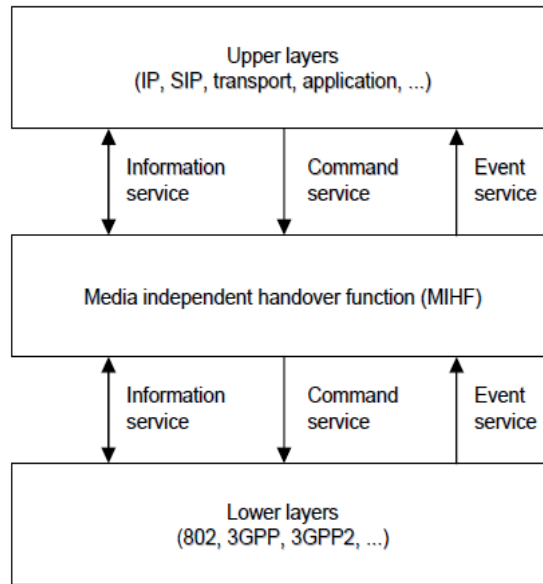 Upper layers
(IP, SIP, transport, application, ...)
Information
service
Command
service
Event
service
Media independent handover function (MIHF)
Information
service
Command
service
Event
service
Lower layers
(802, 3GPP, 3GPP2, ...)